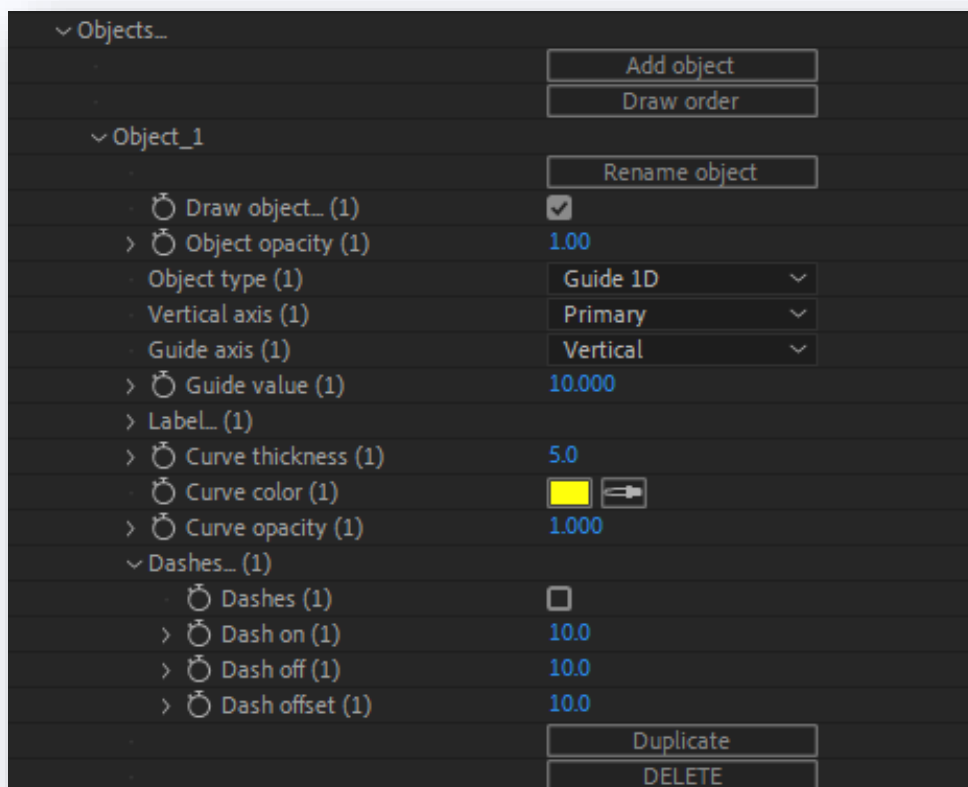 Objects...
Add object
Draw order
Object_1
Rename object
Draw object... (1)
Object opacity (1) 1.00
Object type (1) Guide 1D
Vertical axis (1) Primary
Guide axis (1) Vertical
Guide value (1) 10.000
Label... (1)
Curve thickness (1) 5.0
Curve color (1)
Curve opacity (1) 1.000
Dashes... (1)
Dashes (1)
Dash on (1) 10.0
Dash off (1) 10.0
Dash offset (1) 10.0
Duplicate
DELETE